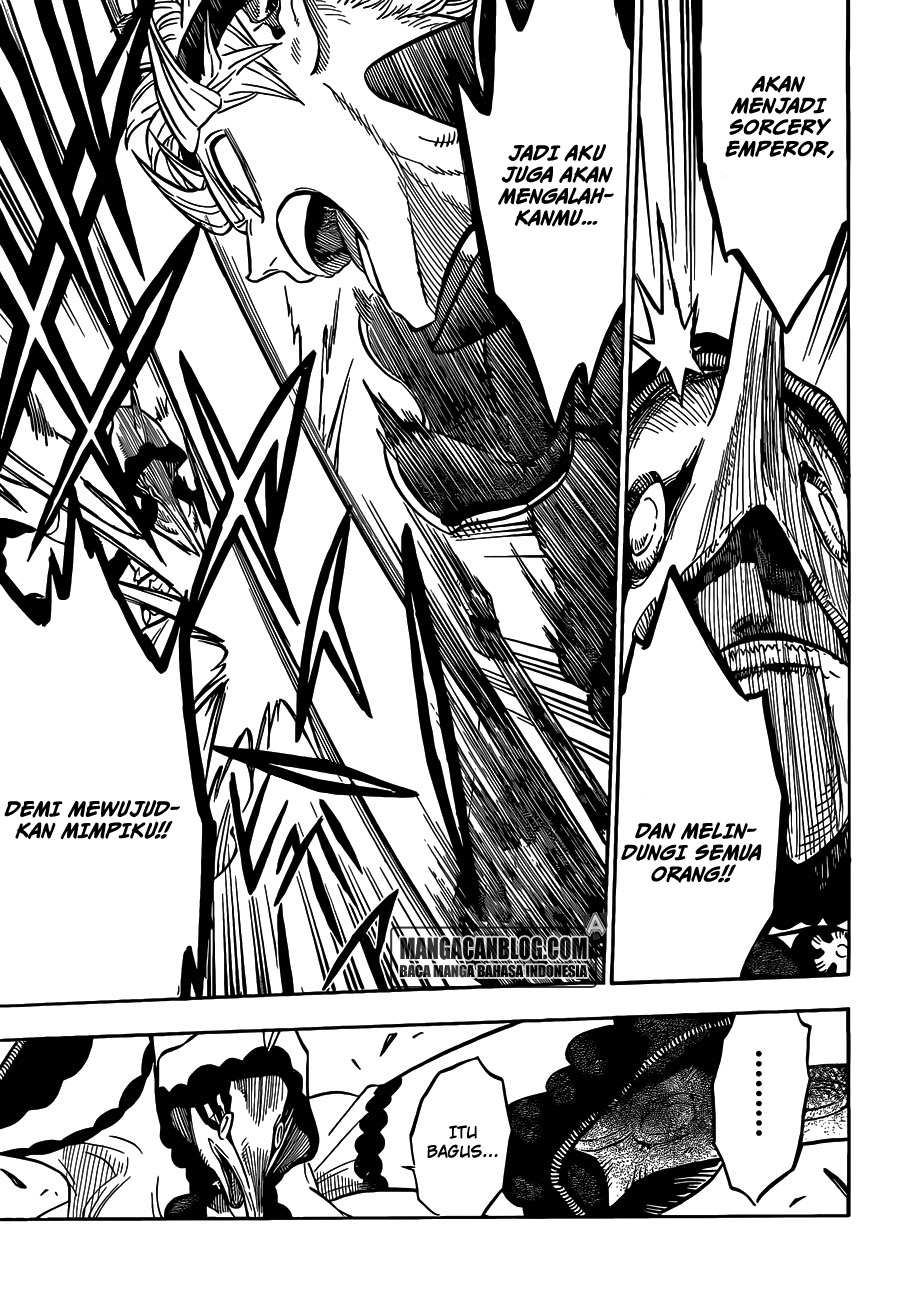 AKAN
MENJADI
SORCERY
EMPEROR,
DAN MELIN-
DUNGI SEMUA
ORANG!!
JADI AKU
JUGA AKAN
MENGALAH-
KANMU...
DEMI MEWUJUD-
KAN MIMPIKU!!
MANGACANBLOG.COM
BACA MANGA BAHASA INDONESIA
........
ITU
BAGUS...